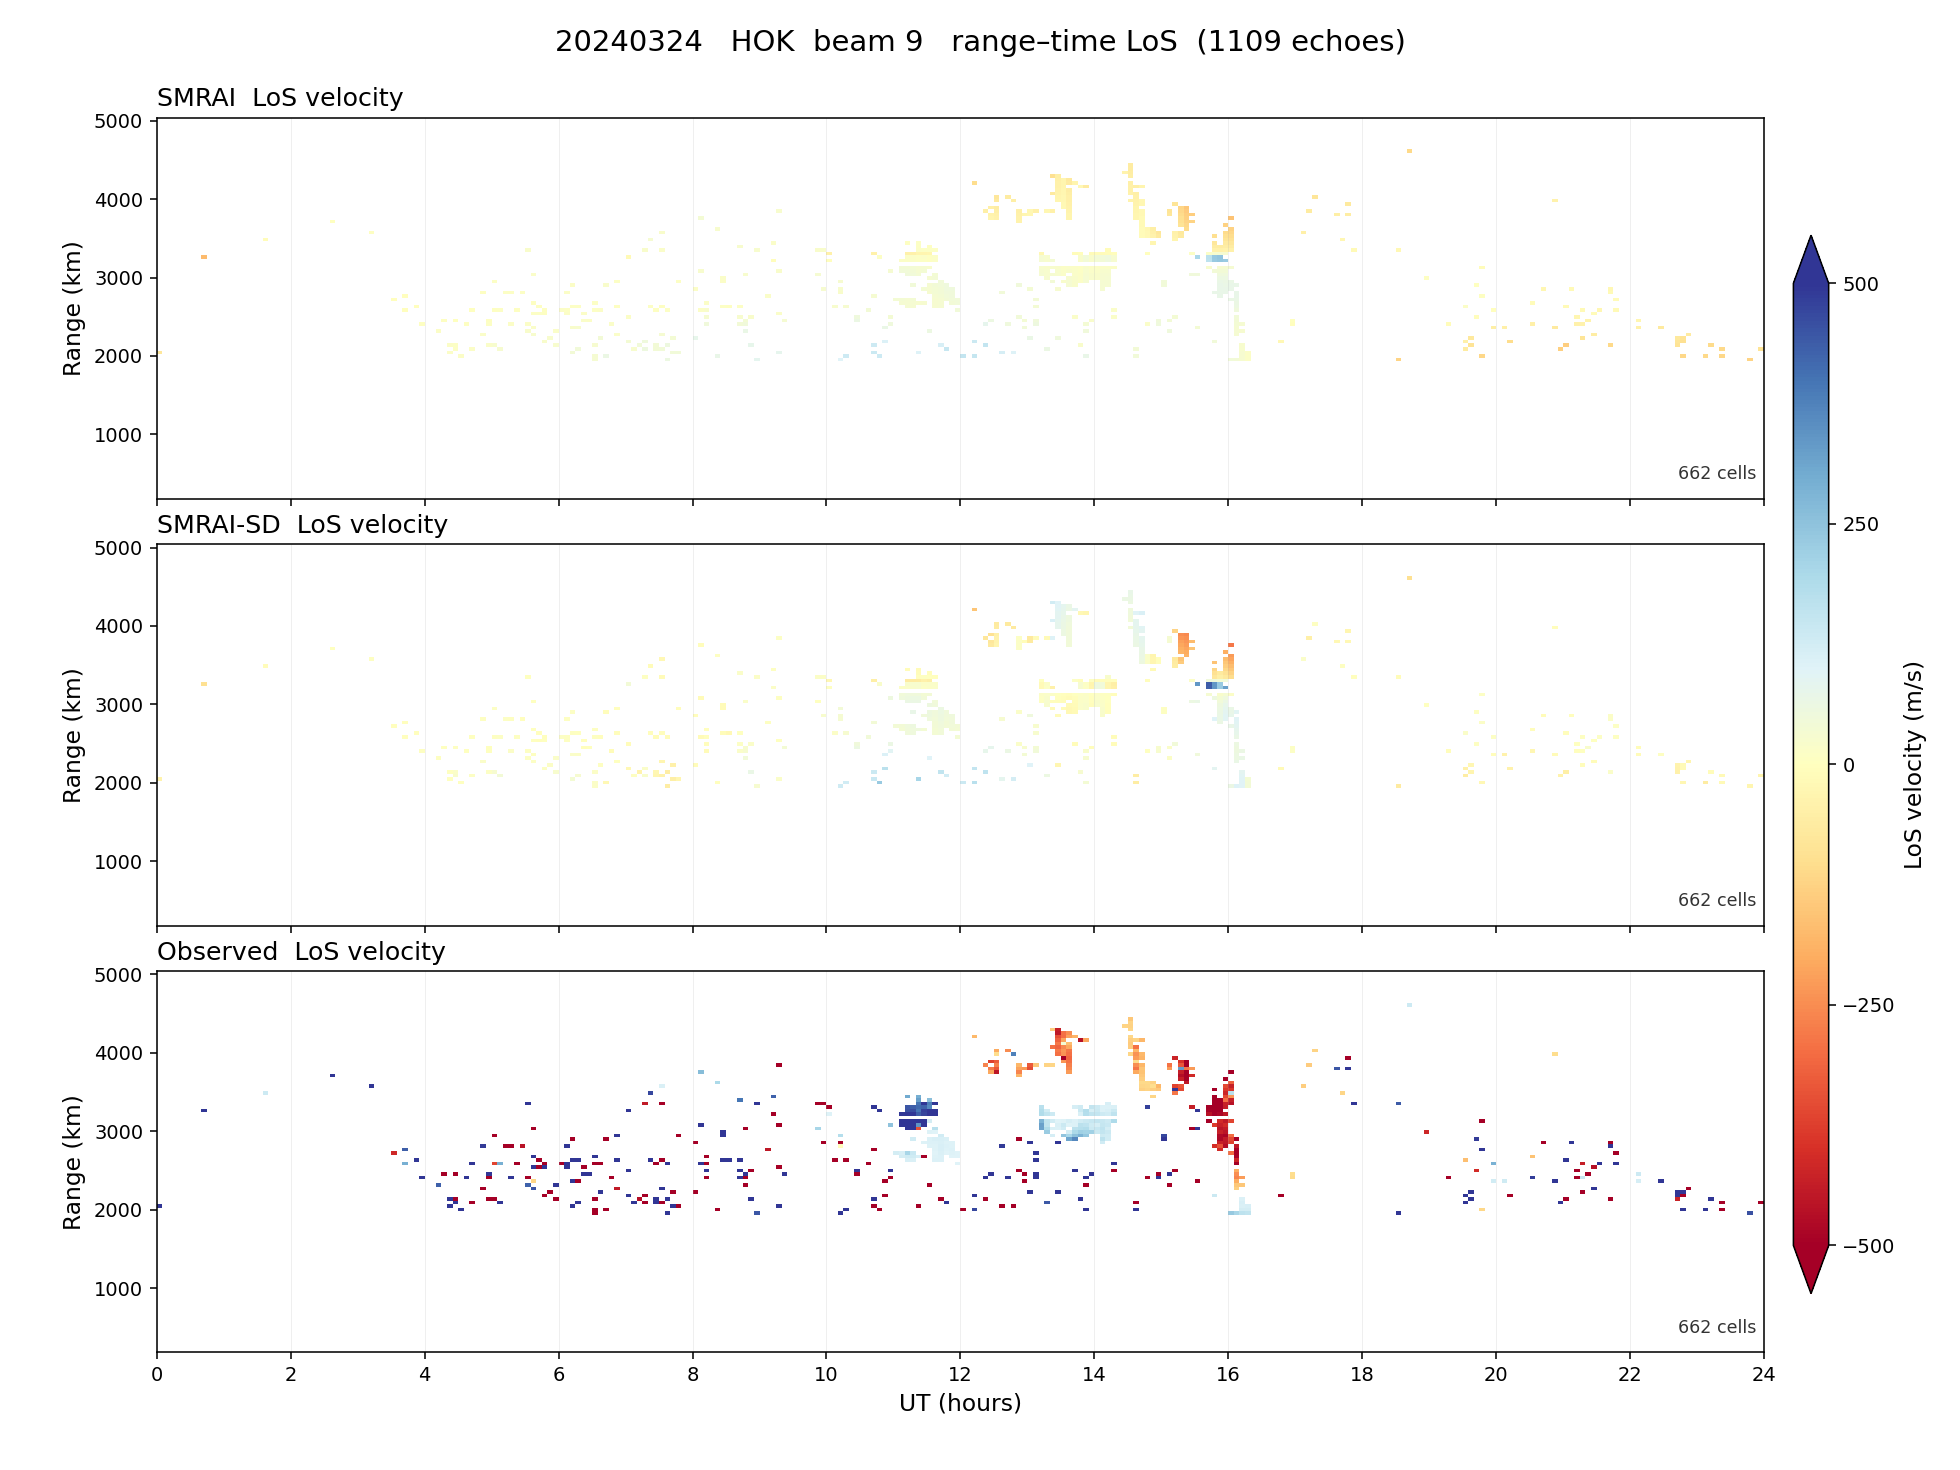 20240324 HOK beam 9 range–time LoS (1109 echoes)
SMRAI LoS velocity
5000
4000
3000
2000
1000
Range (km)
662 cells
SMRAI-SD LoS velocity
5000
4000
3000
2000
1000
Range (km)
662 cells
Observed LoS velocity
5000
4000
3000
2000
1000
Range (km)
662 cells
0 2 4 6 8 10 12 14 16 18 20 22 24
UT (hours)
500
250
0
−250
−500
LoS velocity (m/s)